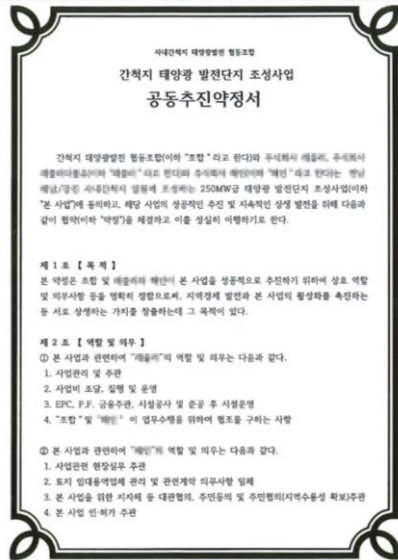 사내간척지 태양광발전 협동조합
간척지 태양광 발전단지 조성사업
공동추진약정서
간척지 태양광발전 협동조합(이하 "조합"라고 한다)와
250MW급 태양광 발전단지 조성사업(이하
"본 사업")에 동의하고, 해당 사업의 성공적인 추진 및 지속적인 상생 발전을 위해 다음과
같이 협약(이하 "약정")을 체결하고 이를 성실히 이행하기로 한다.
제 1 조 【 목 적 】
본 약정은 조합 및 본 사업을 성공적으로 추진하기 위하여 상호 역할
및 의무사항 등을 명확히 정함으로써, 지역경제 발전과 본 사업의 활성화를 촉진하는
등 서로 상생하는 가치를 창출하는데 그 목적이 있다.
제 2 조 【 역할 및 의무 】
① 본 사업과 관련하여 역할 및 의무는 다음과 같다.
1. 사업관리 및 주관
2. 사업비 조달, 집행 및 운영
3. EPC, P.F. 금융주관, 시설공사 및 준공 후 시설운영
4. "조합" 및 " " 이 업무수행을 위하여 협조를 구하는 사항
② 본 사업과 관련하여 역할 및 의무는 다음과 같다.
1. 사업관련 현장실무 주관
2. 토지 임대용역업체 관리 및 관련계약 의무사항 일체
3. 본 사업을 위한 지자체 등 대관협의, 주민동의 및 주민협의(지역수용성 확보)주관
4. 본 사업 인·허가 주관